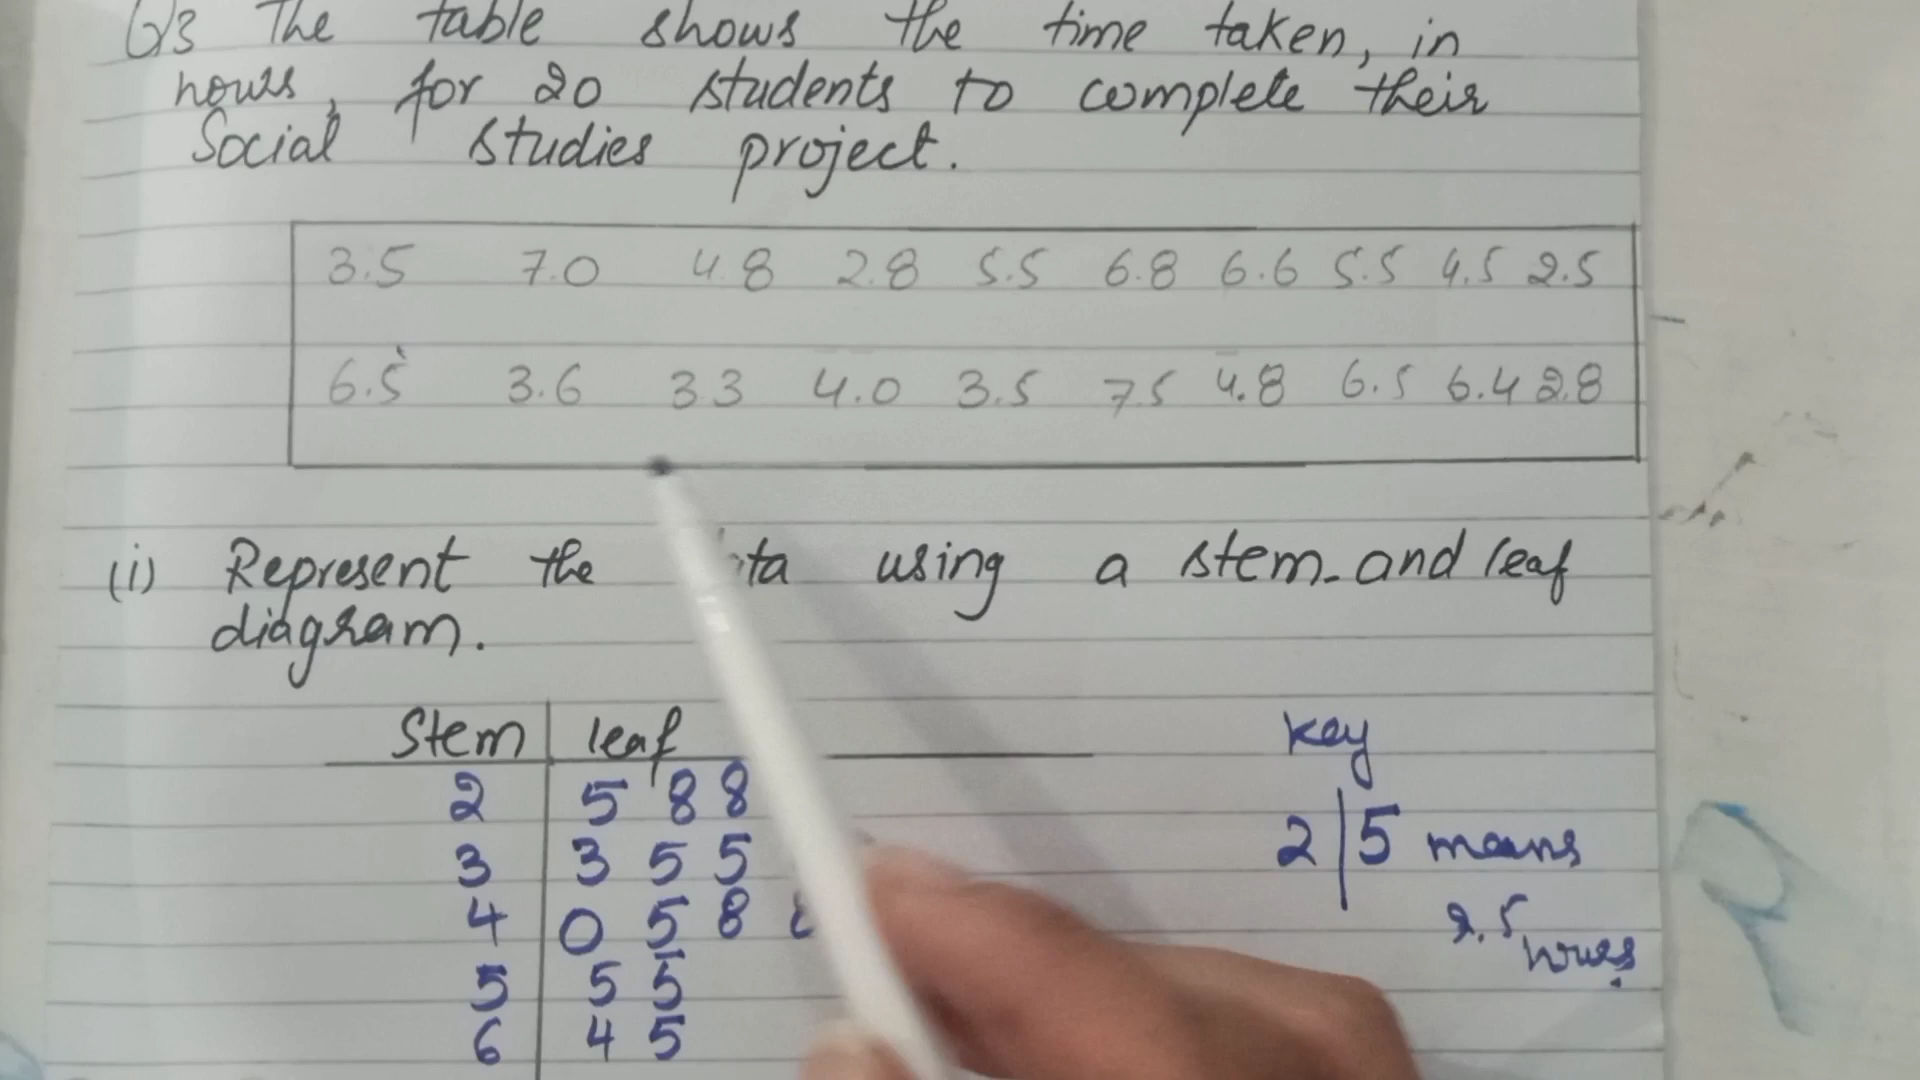 Q3 The table shows the time taken, in
hours, for 20 students to complete their
Social studies project.
3.5 7.0 4.8 2.8 5.5 6.8 6.6 5.5 4.5 2.5
6.5 3.6 3.3 4.0 3.5 7.5 4.8 6.5 6.4 2.8
(i) Represent the using a stem-and leaf
diagram.
Stem leaf
2 5 8 8
3 3 5 5
4 0 5 8
5 5 5
6 4 5
Key
2 | 5 means
2.5 hours